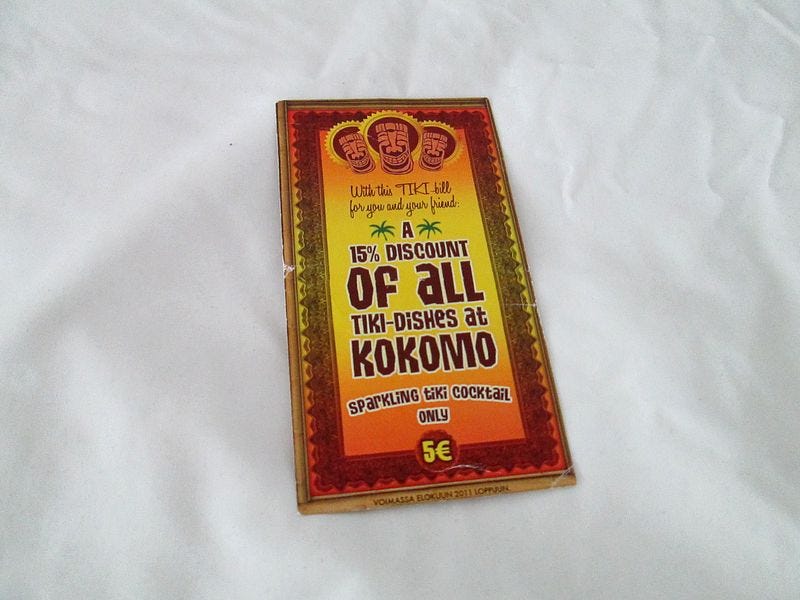 With this TIKI-bill
for you and your friend:
A
15% DISCOUNT
OF all
TIKI-DISHES at
KOKOMO
SPARKLING tiki COCKTAIL
ONLY
5€
VOIMASSA ELOKUUN 2011 LOPPUUN.